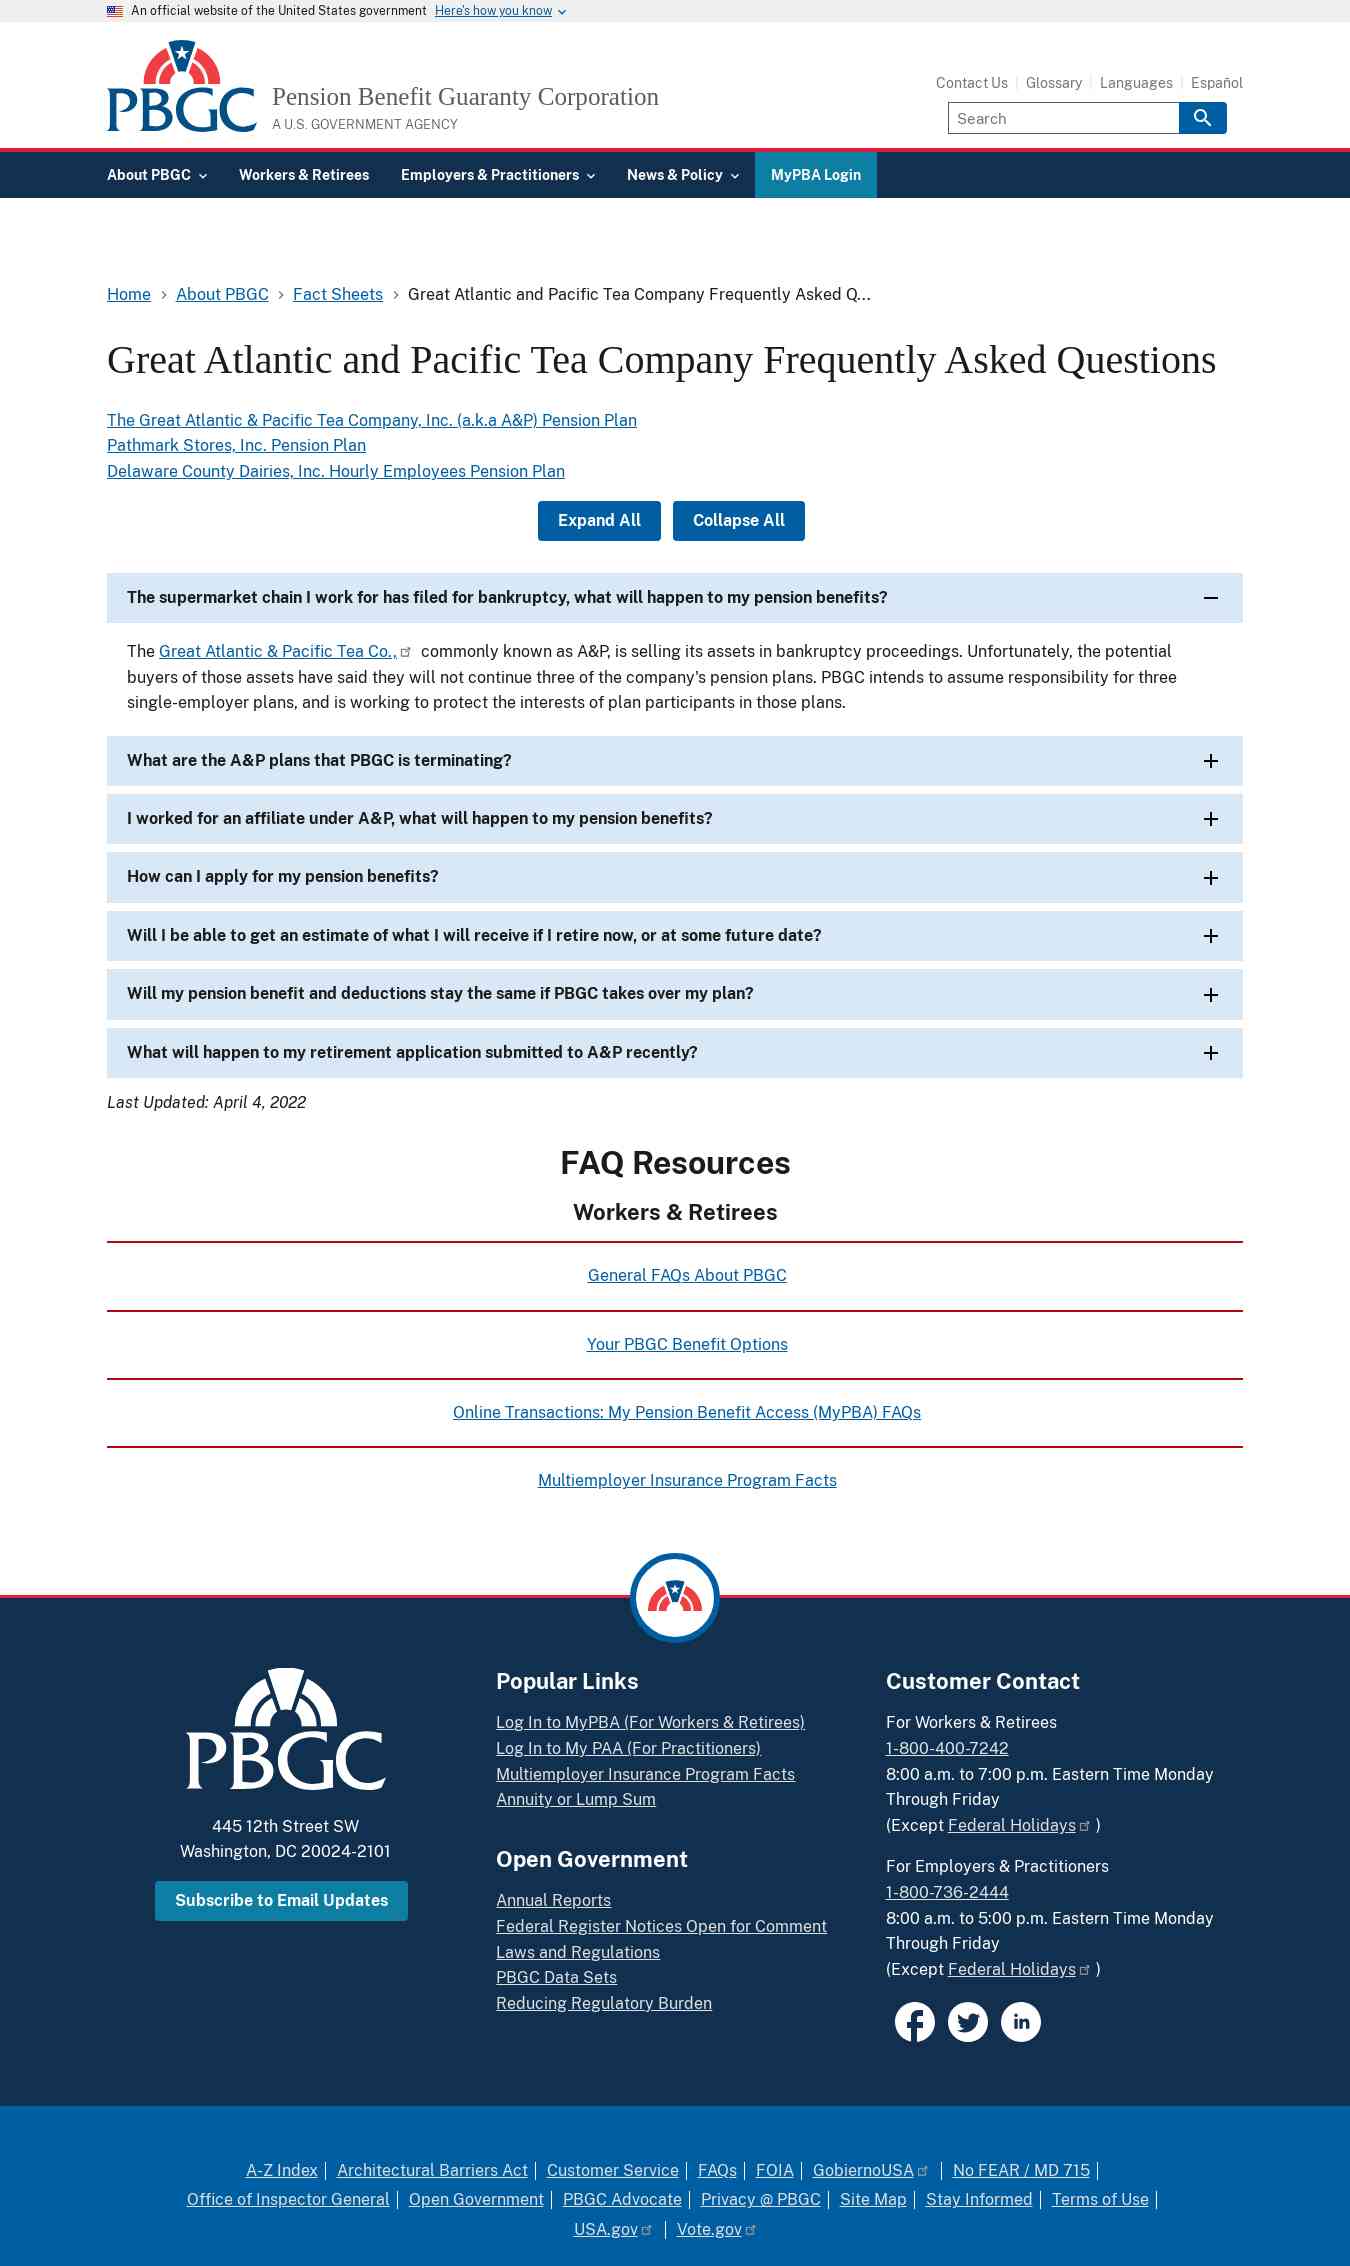 An official website of the United States government Here's how you know
PBGC
Pension Benefit Guaranty Corporation
A U.S. GOVERNMENT AGENCY
Contact Us | Glossary | Languages | Español
Search
About PBGC Workers & Retirees Employers & Practitioners News & Policy MyPBA Login
Home > About PBGC > Fact Sheets > Great Atlantic and Pacific Tea Company Frequently Asked Q...
Great Atlantic and Pacific Tea Company Frequently Asked Questions
The Great Atlantic & Pacific Tea Company, Inc. (a.k.a A&P) Pension Plan
Pathmark Stores, Inc. Pension Plan
Delaware County Dairies, Inc. Hourly Employees Pension Plan
Expand All Collapse All
The supermarket chain I work for has filed for bankruptcy, what will happen to my pension benefits?
The Great Atlantic & Pacific Tea Co., commonly known as A&P, is selling its assets in bankruptcy proceedings. Unfortunately, the potential
buyers of those assets have said they will not continue three of the company's pension plans. PBGC intends to assume responsibility for three
single-employer plans, and is working to protect the interests of plan participants in those plans.
What are the A&P plans that PBGC is terminating?
I worked for an affiliate under A&P, what will happen to my pension benefits?
How can I apply for my pension benefits?
Will I be able to get an estimate of what I will receive if I retire now, or at some future date?
Will my pension benefit and deductions stay the same if PBGC takes over my plan?
What will happen to my retirement application submitted to A&P recently?
Last Updated: April 4, 2022
FAQ Resources
Workers & Retirees
General FAQs About PBGC
Your PBGC Benefit Options
Online Transactions: My Pension Benefit Access (MyPBA) FAQs
Multiemployer Insurance Program Facts
PBGC
445 12th Street SW
Washington, DC 20024-2101
Subscribe to Email Updates
Popular Links
Log In to MyPBA (For Workers & Retirees)
Log In to My PAA (For Practitioners)
Multiemployer Insurance Program Facts
Annuity or Lump Sum
Open Government
Annual Reports
Federal Register Notices Open for Comment
Laws and Regulations
PBGC Data Sets
Reducing Regulatory Burden
Customer Contact
For Workers & Retirees
1-800-400-7242
8:00 a.m. to 7:00 p.m. Eastern Time Monday
Through Friday
(Except Federal Holidays )
For Employers & Practitioners
1-800-736-2444
8:00 a.m. to 5:00 p.m. Eastern Time Monday
Through Friday
(Except Federal Holidays )
A-Z Index | Architectural Barriers Act | Customer Service | FAQs | FOIA | GobiernoUSA | No FEAR / MD 715 |
Office of Inspector General | Open Government | PBGC Advocate | Privacy @ PBGC | Site Map | Stay Informed | Terms of Use |
USA.gov | Vote.gov